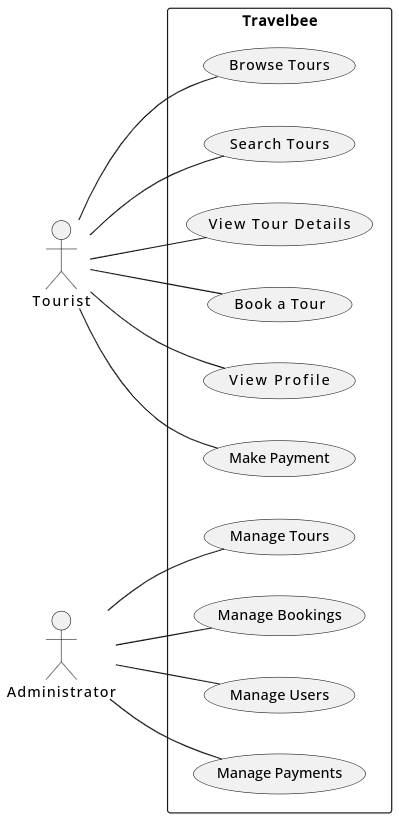 Travelbee
Browse Tours
Search Tours
View Tour Details
Tourist
Book a Tour
View Profile
Make Payment
Manage Tours
Manage Bookings
Administrator
Manage Users
Manage Payments